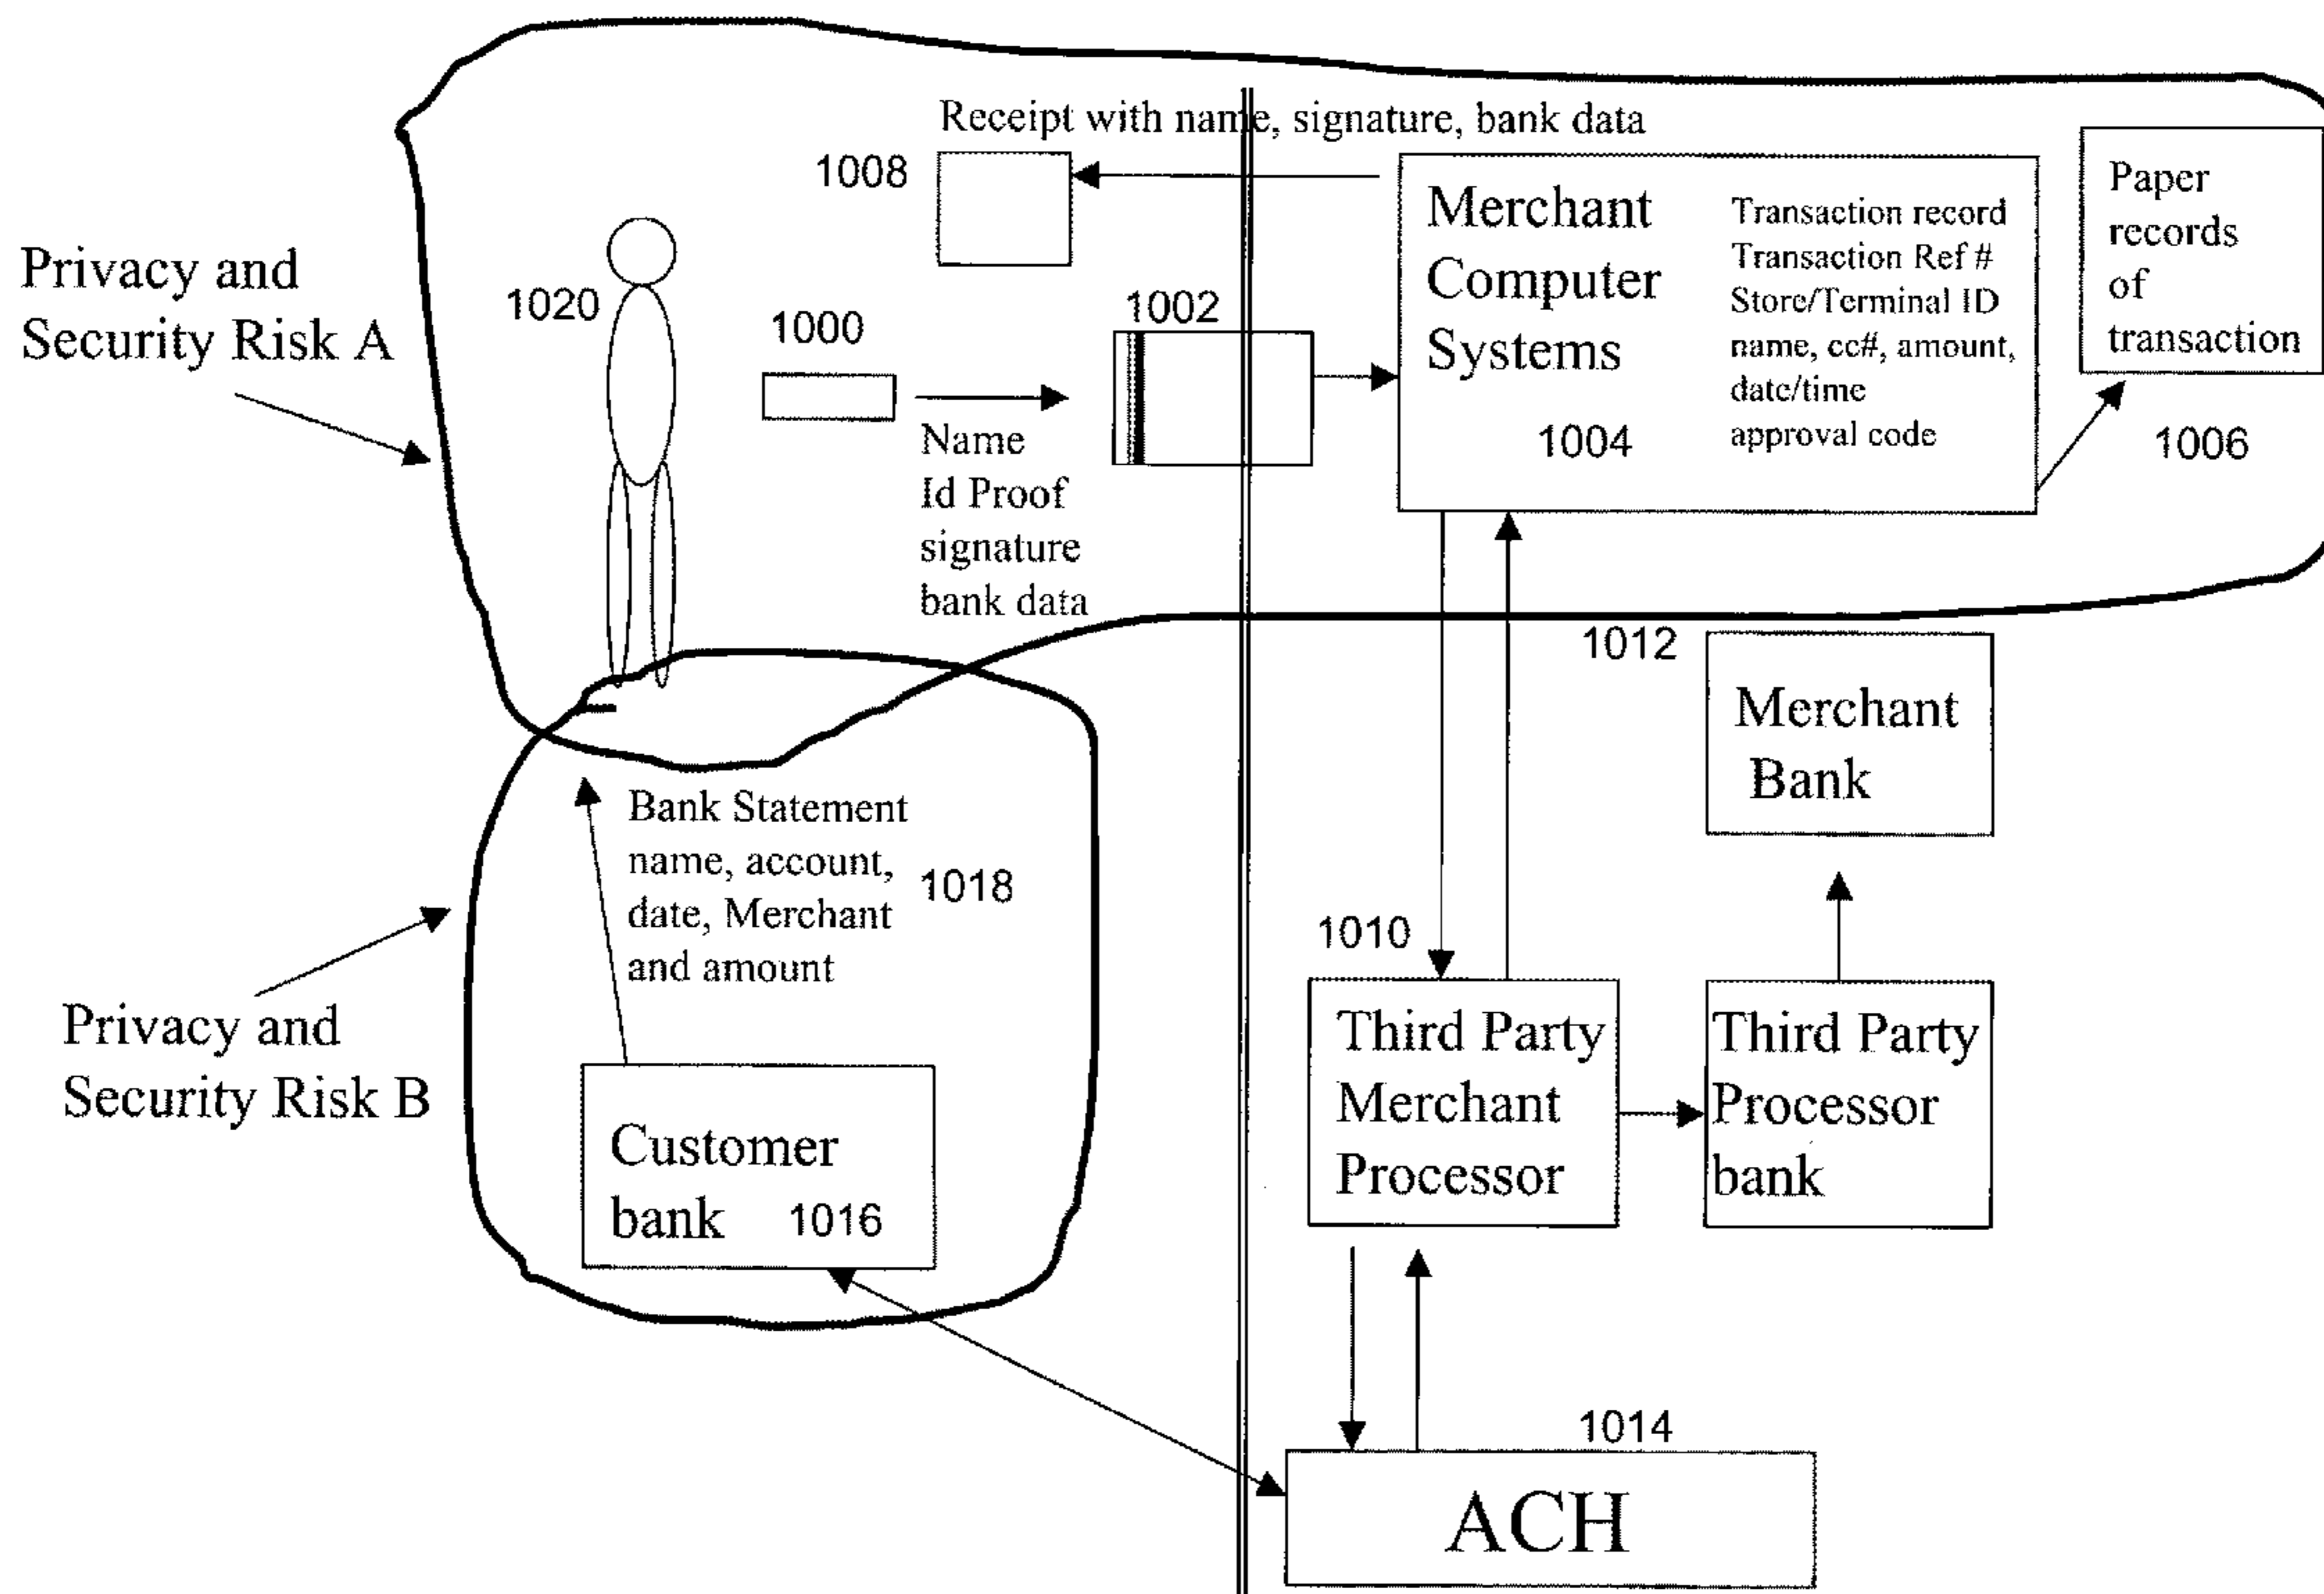 Receipt with name, signature, bank data
1008
Privacy and
Security Risk A
1020
1000
1002
Name
Id Proof
signature
bank data
Merchant
Computer
Systems
1004
Transaction record
Transaction Ref #
Store/Terminal ID
name, cc#, amount,
date/time
approval code
Paper
records
of
transaction
1006
1012
Merchant
Bank
Bank Statement
name, account,
date, Merchant
and amount
1018
Privacy and
Security Risk B
Customer
bank
1016
1010
Third Party
Merchant
Processor
Third Party
Processor
bank
1014
ACH